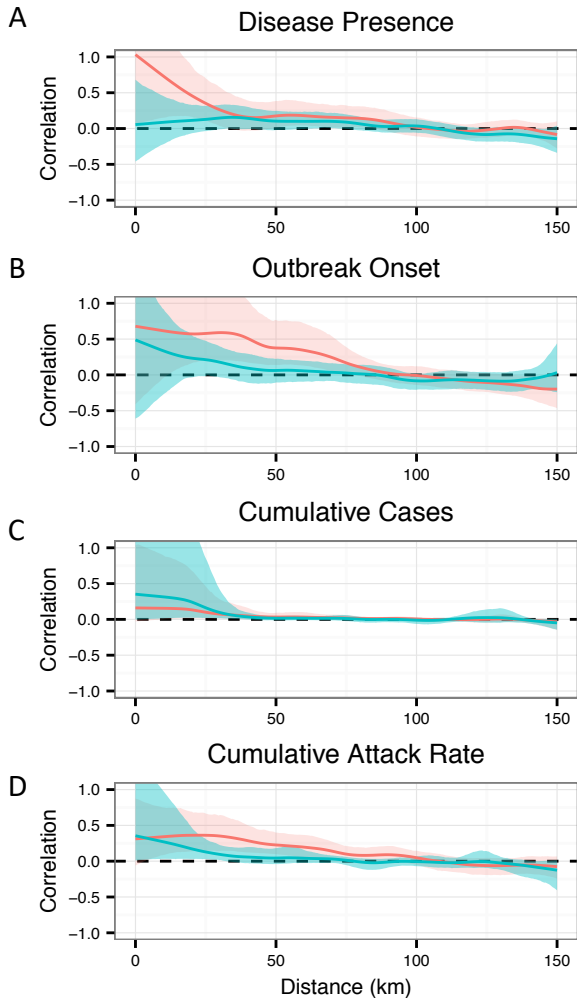 A
Disease Presence
Correlation
1.0
0.5
0.0
−0.5
−1.0
0
50
100
150
B
Outbreak Onset
Correlation
1.0
0.5
0.0
−0.5
−1.0
0
50
100
150
C
Cumulative Cases
Correlation
1.0
0.5
0.0
−0.5
−1.0
0
50
100
150
D
Cumulative Attack Rate
Correlation
1.0
0.5
0.0
−0.5
−1.0
0
50
100
150
Distance (km)